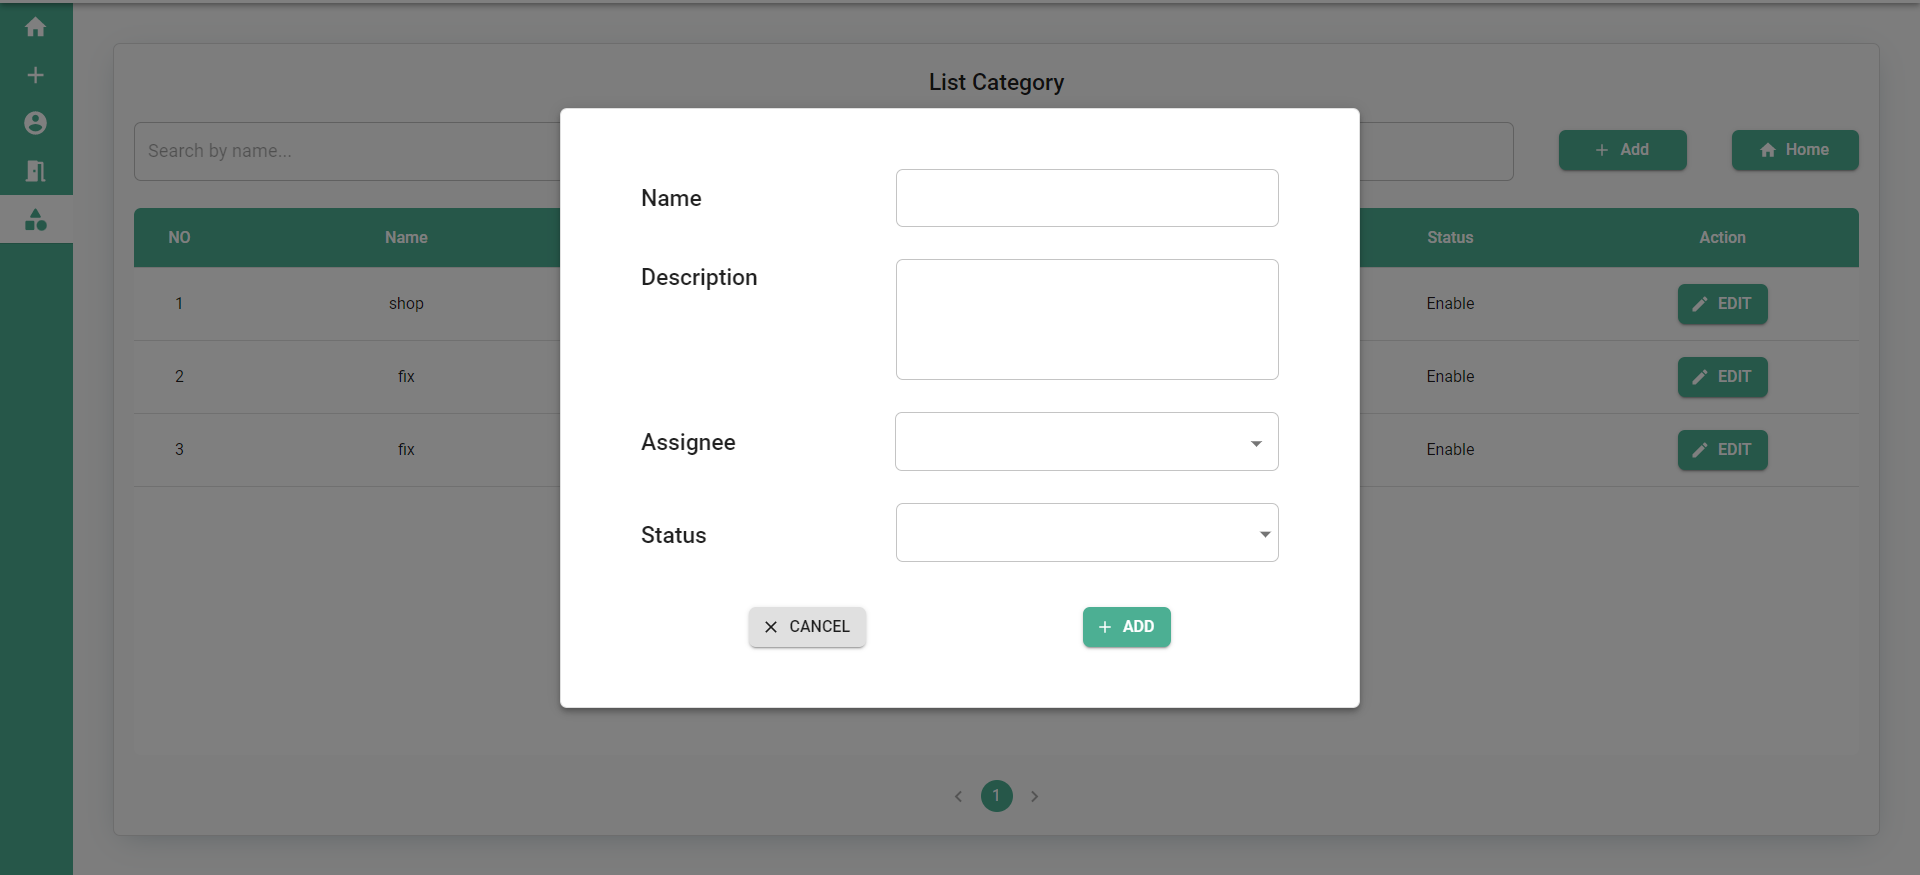 List Category
Search by name...
Add
Home
NO Name Status Action
1 shop Enable EDIT
2 fix Enable EDIT
3 fix Enable EDIT
Name
Description
Assignee
Status
CANCEL
ADD
1